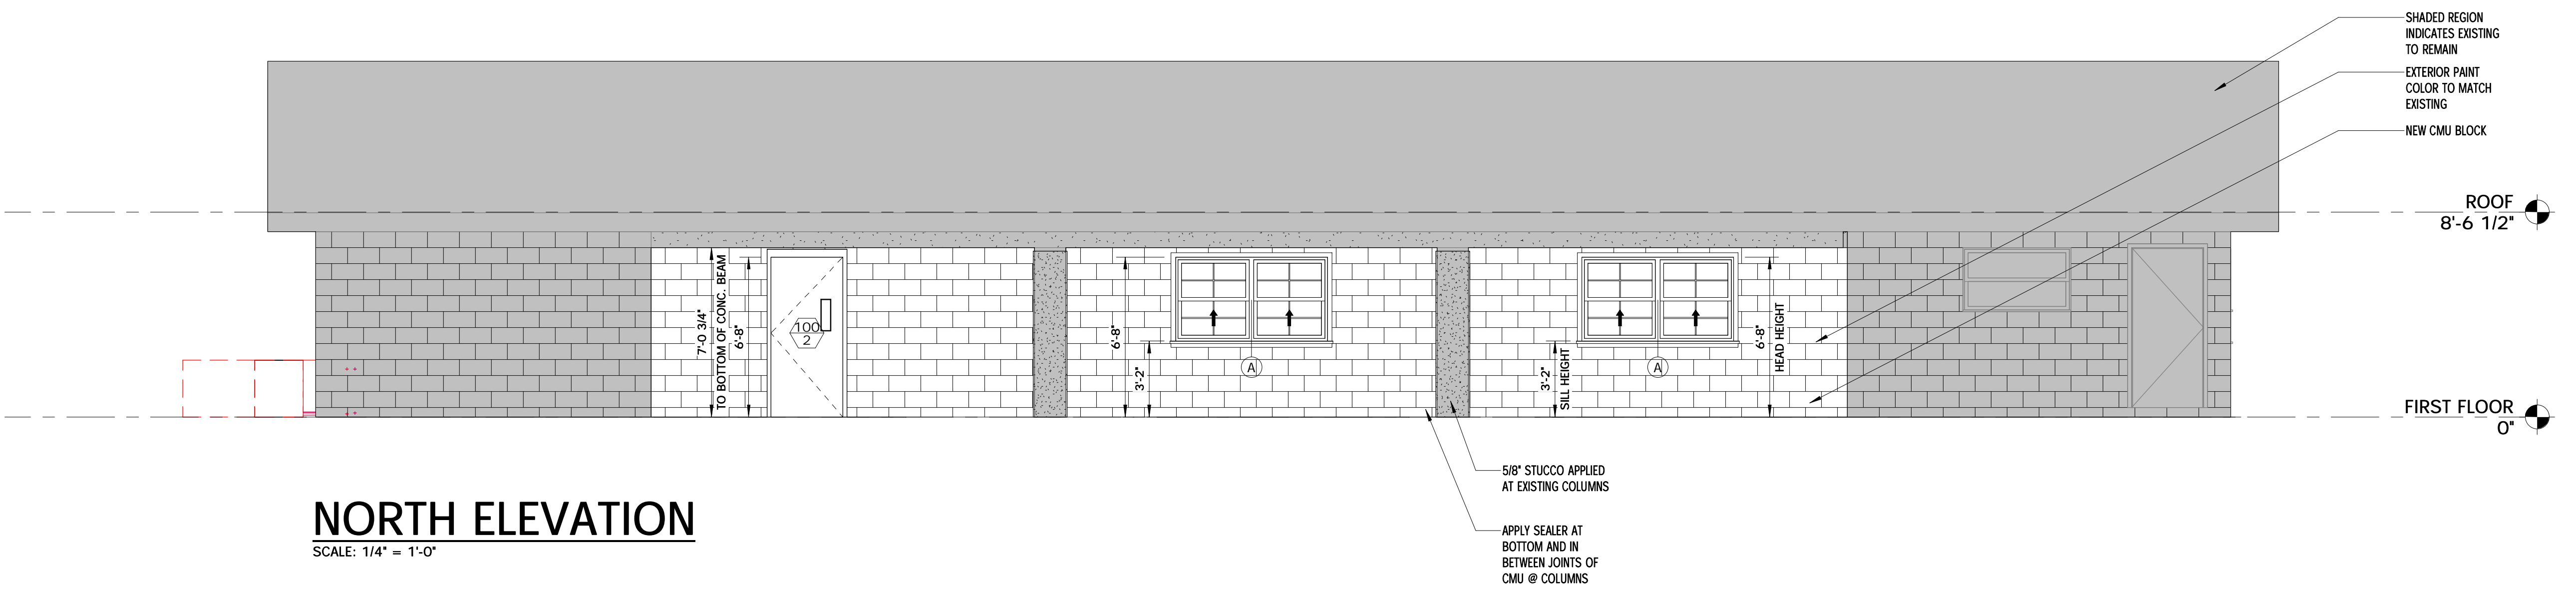 SHADED REGION
INDICATES EXISTING
TO REMAIN
EXTERIOR PAINT
COLOR TO MATCH
EXISTING
NEW CMU BLOCK
ROOF
8'-6 1/2"
7'-0 3/4"
TO BOTTOM OF CONC. BEAM
6'-8"
100
2
6'-8"
3'-2"
A
3'-2"
SILL HEIGHT
A
6'-8"
HEAD HEIGHT
FIRST FLOOR
0"
5/8" STUCCO APPLIED
AT EXISTING COLUMNS
APPLY SEALER AT
BOTTOM AND IN
BETWEEN JOINTS OF
CMU @ COLUMNS
NORTH ELEVATION
SCALE: 1/4" = 1'-0"